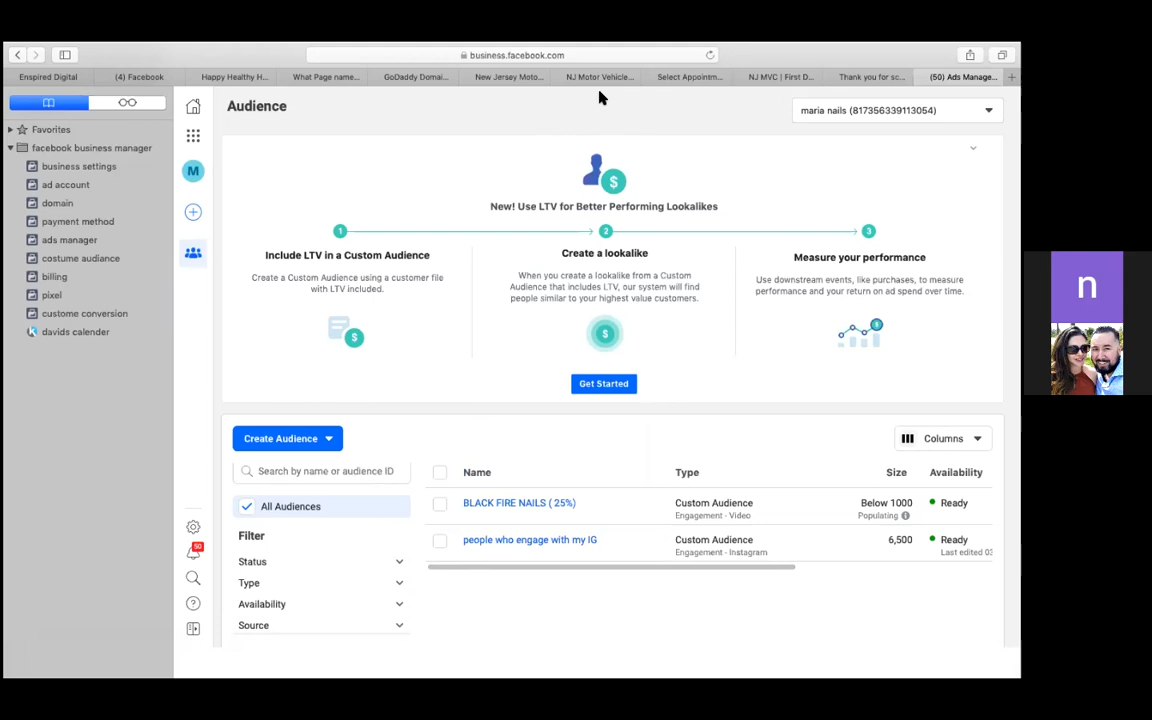 business.facebook.com
Enspired Digital
(4) Facebook
Happy Healthy H...
What Page name...
GoDaddy Domai...
New Jersey Moto...
NJ Motor Vehicle...
Select Appointm...
NJ MVC | First D...
Thank you for sc...
(50) Ads Manage...
Favorites
facebook business manager
business settings
ad account
domain
payment method
ads manager
costume audiance
billing
pixel
custome conversion
davids calender
M
50
Audience
maria nails (817356339113054)
$
New! Use LTV for Better Performing Lookalikes
1
Include LTV in a Custom Audience
Create a Custom Audience using a customer file
with LTV included.
$
2
Create a lookalike
When you create a lookalike from a Custom
Audience that includes LTV, our system will find
people similar to your highest value customers.
$
3
Measure your performance
Use downstream events, like purchases, to measure
performance and your return on ad spend over time.
Get Started
Create Audience
Columns
Search by name or audience ID
All Audiences
Filter
Status
Type
Availability
Source
Name Type Size Availability
BLACK FIRE NAILS ( 25%) Custom Audience Below 1000 Ready
Engagement - Video Populating
people who engage with my IG Custom Audience 6,500 Ready
Engagement - Instagram Last edited 03
n